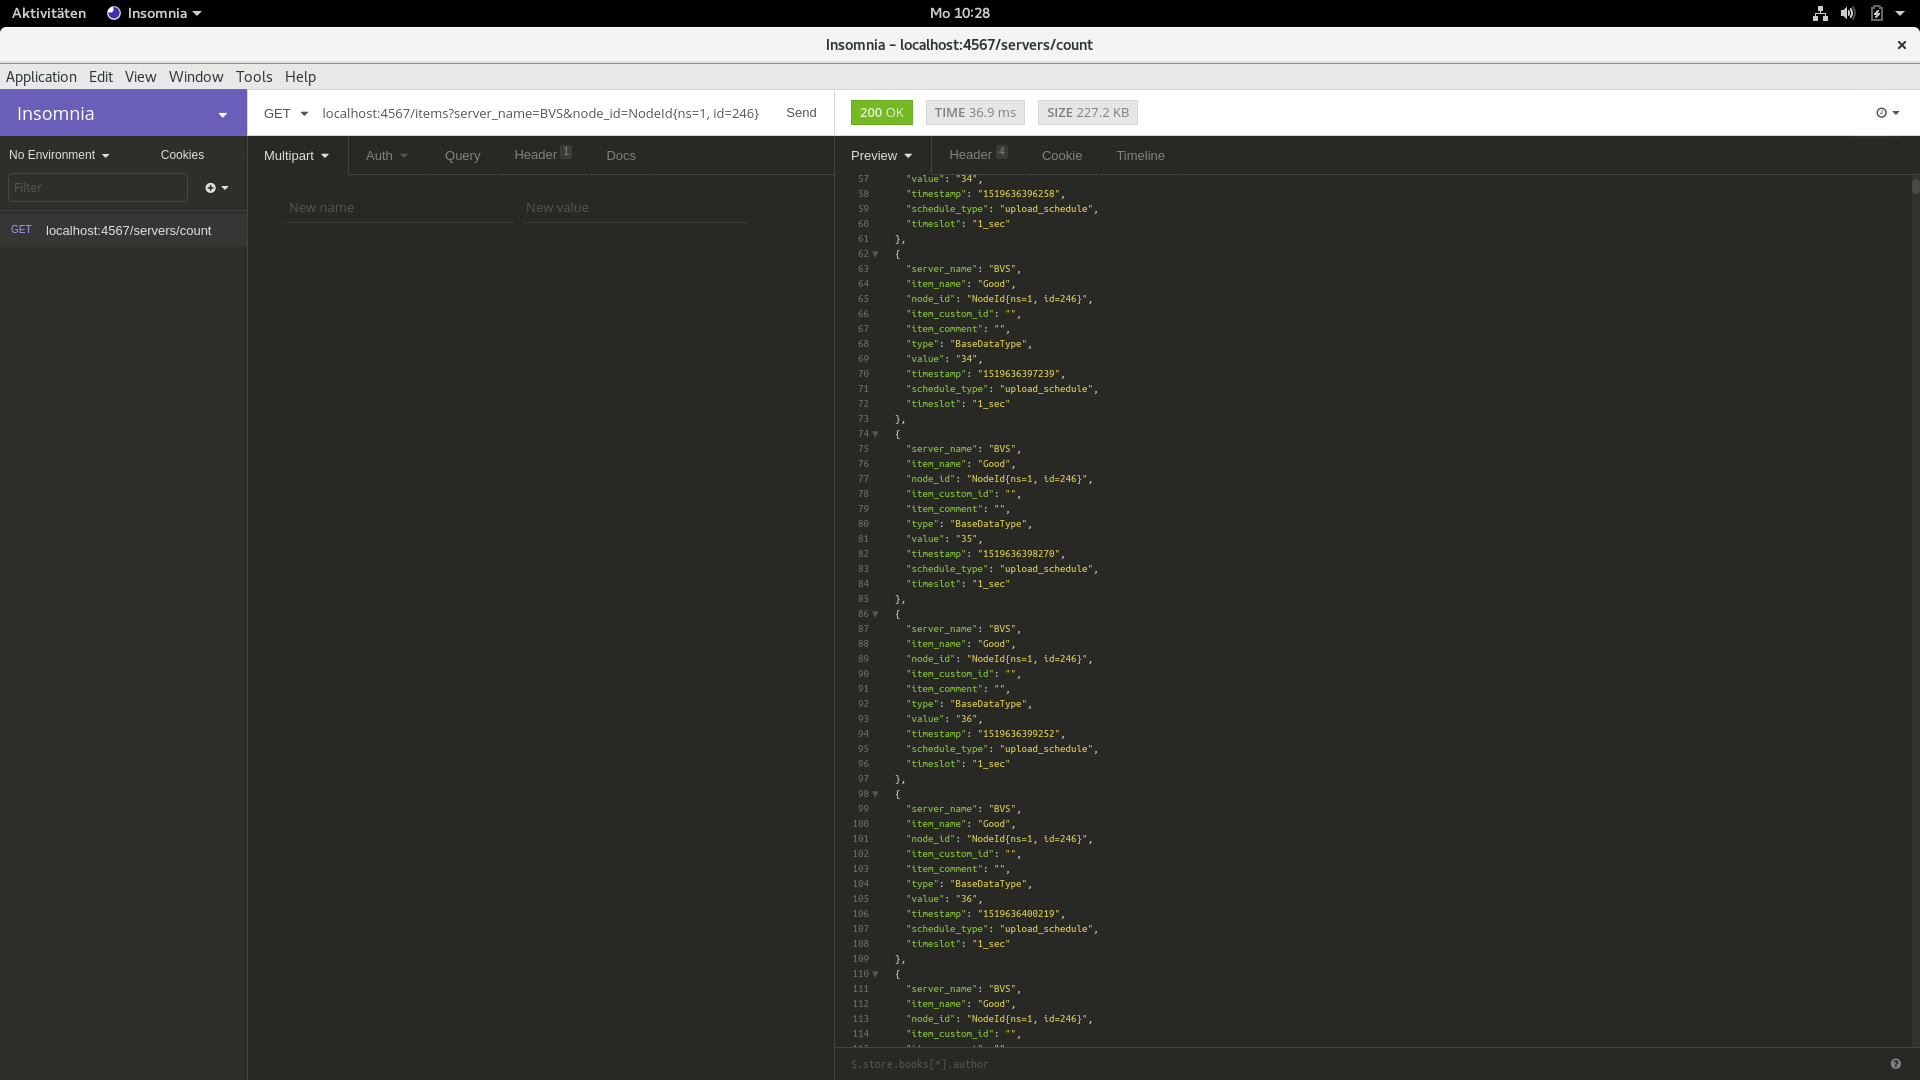 Aktivitäten
Insomnia
Mo 10:28
Insomnia – localhost:4567/servers/count
Application Edit View Window Tools Help
Insomnia
GET localhost:4567/items?server_name=BVS&node_id=NodeId{ns=1, id=246} Send
200 OK TIME 36.9 ms SIZE 227.2 KB
No Environment Cookies
Multipart Auth Query Header 1 Docs
Preview Header 4 Cookie Timeline
Filter
New name New value
GET localhost:4567/servers/count
57 "value": "34",
58 "timestamp": "1519636396258",
59 "schedule_type": "upload_schedule",
60 "timeslot": "1_sec"
61 },
62 {
63 "server_name": "BVS",
64 "item_name": "Good",
65 "node_id": "NodeId{ns=1, id=246}",
66 "item_custom_id": "",
67 "item_comment": "",
68 "type": "BaseDataType",
69 "value": "34",
70 "timestamp": "1519636397239",
71 "schedule_type": "upload_schedule",
72 "timeslot": "1_sec"
73 },
74 {
75 "server_name": "BVS",
76 "item_name": "Good",
77 "node_id": "NodeId{ns=1, id=246}",
78 "item_custom_id": "",
79 "item_comment": "",
80 "type": "BaseDataType",
81 "value": "35",
82 "timestamp": "1519636398270",
83 "schedule_type": "upload_schedule",
84 "timeslot": "1_sec"
85 },
86 {
87 "server_name": "BVS",
88 "item_name": "Good",
89 "node_id": "NodeId{ns=1, id=246}",
90 "item_custom_id": "",
91 "item_comment": "",
92 "type": "BaseDataType",
93 "value": "36",
94 "timestamp": "1519636399252",
95 "schedule_type": "upload_schedule",
96 "timeslot": "1_sec"
97 },
98 {
99 "server_name": "BVS",
100 "item_name": "Good",
101 "node_id": "NodeId{ns=1, id=246}",
102 "item_custom_id": "",
103 "item_comment": "",
104 "type": "BaseDataType",
105 "value": "36",
106 "timestamp": "1519636400219",
107 "schedule_type": "upload_schedule",
108 "timeslot": "1_sec"
109 },
110 {
111 "server_name": "BVS",
112 "item_name": "Good",
113 "node_id": "NodeId{ns=1, id=246}",
114 "item_custom_id": "",
$.store.books[*].author